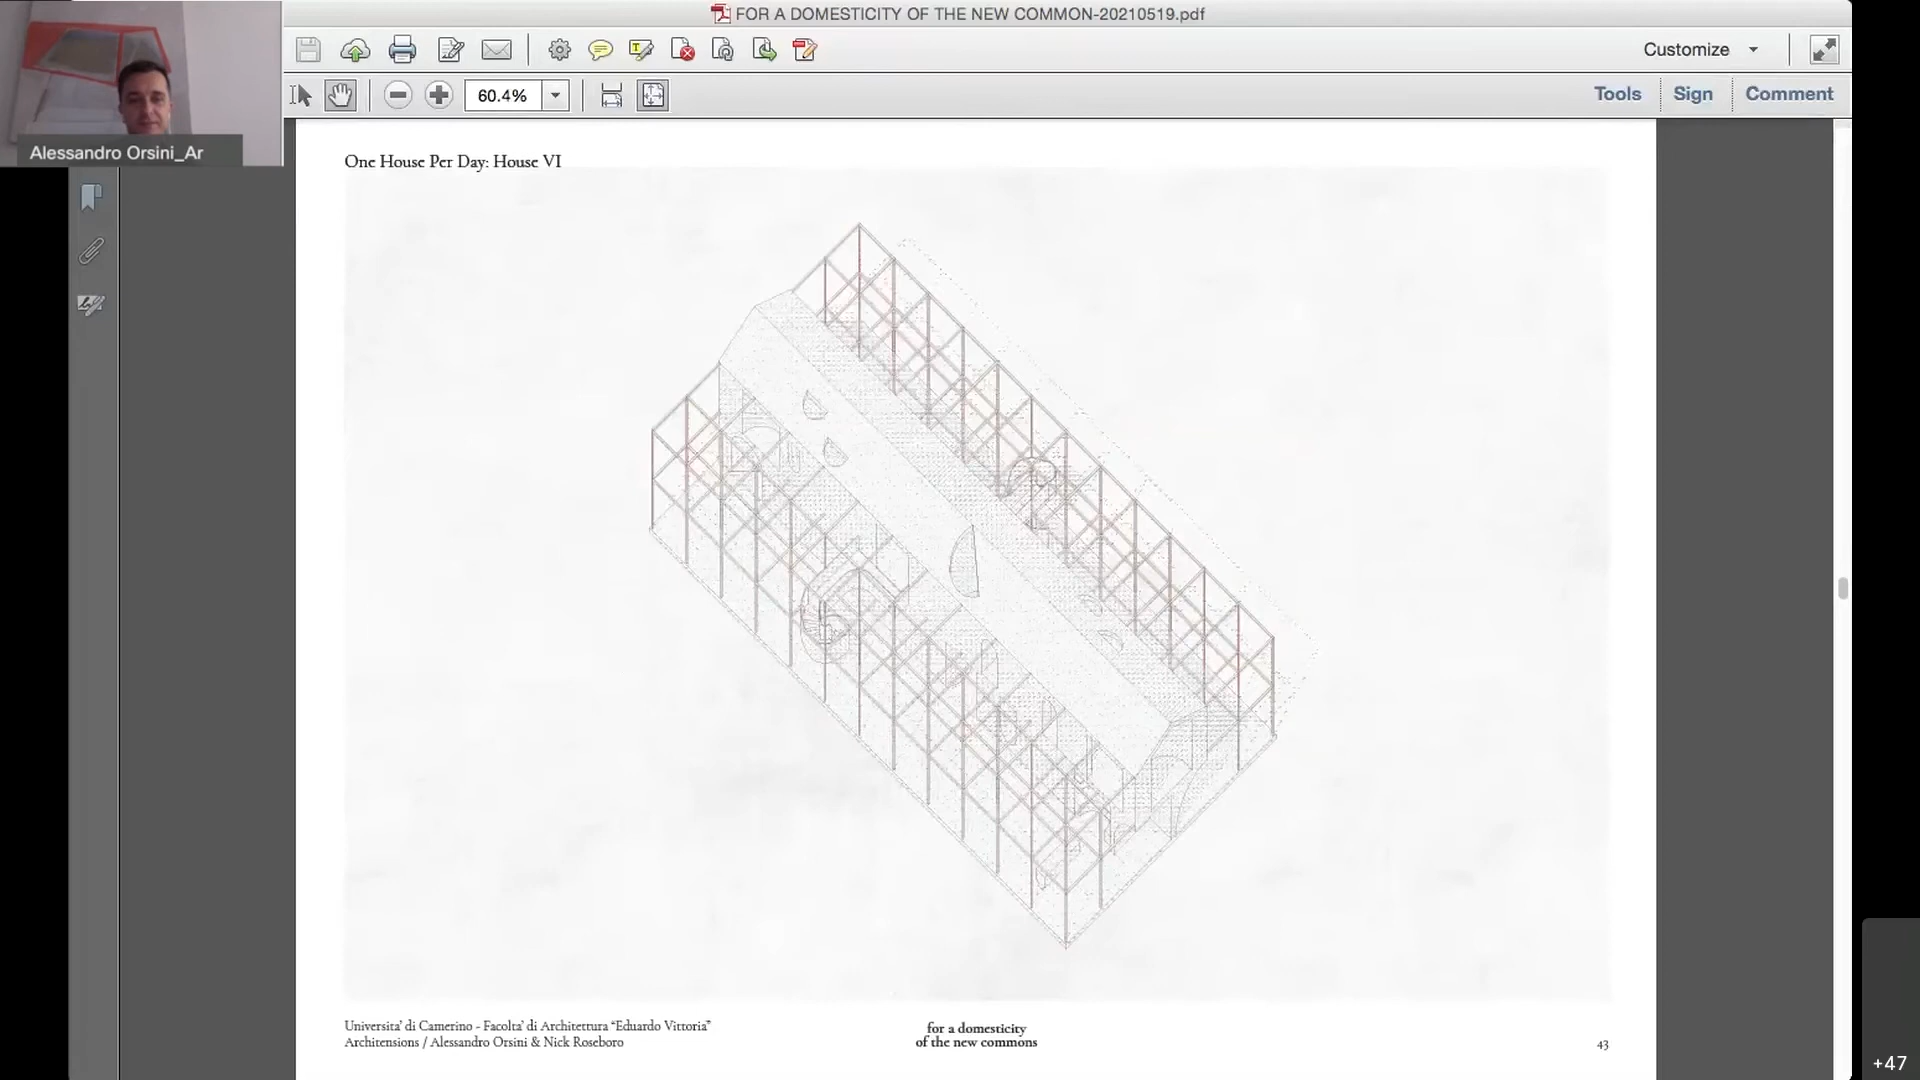 FOR A DOMESTICITY OF THE NEW COMMON-20210519.pdf
Customize
60.4%
Tools
Sign
Comment
Alessandro Orsini_Ar
One House Per Day: House VI
Universita' di Camerino - Facolta' di Architettura “Eduardo Vittoria”
Architensions / Alessandro Orsini & Nick Roseboro
for a domesticity
of the new commons
43
+47